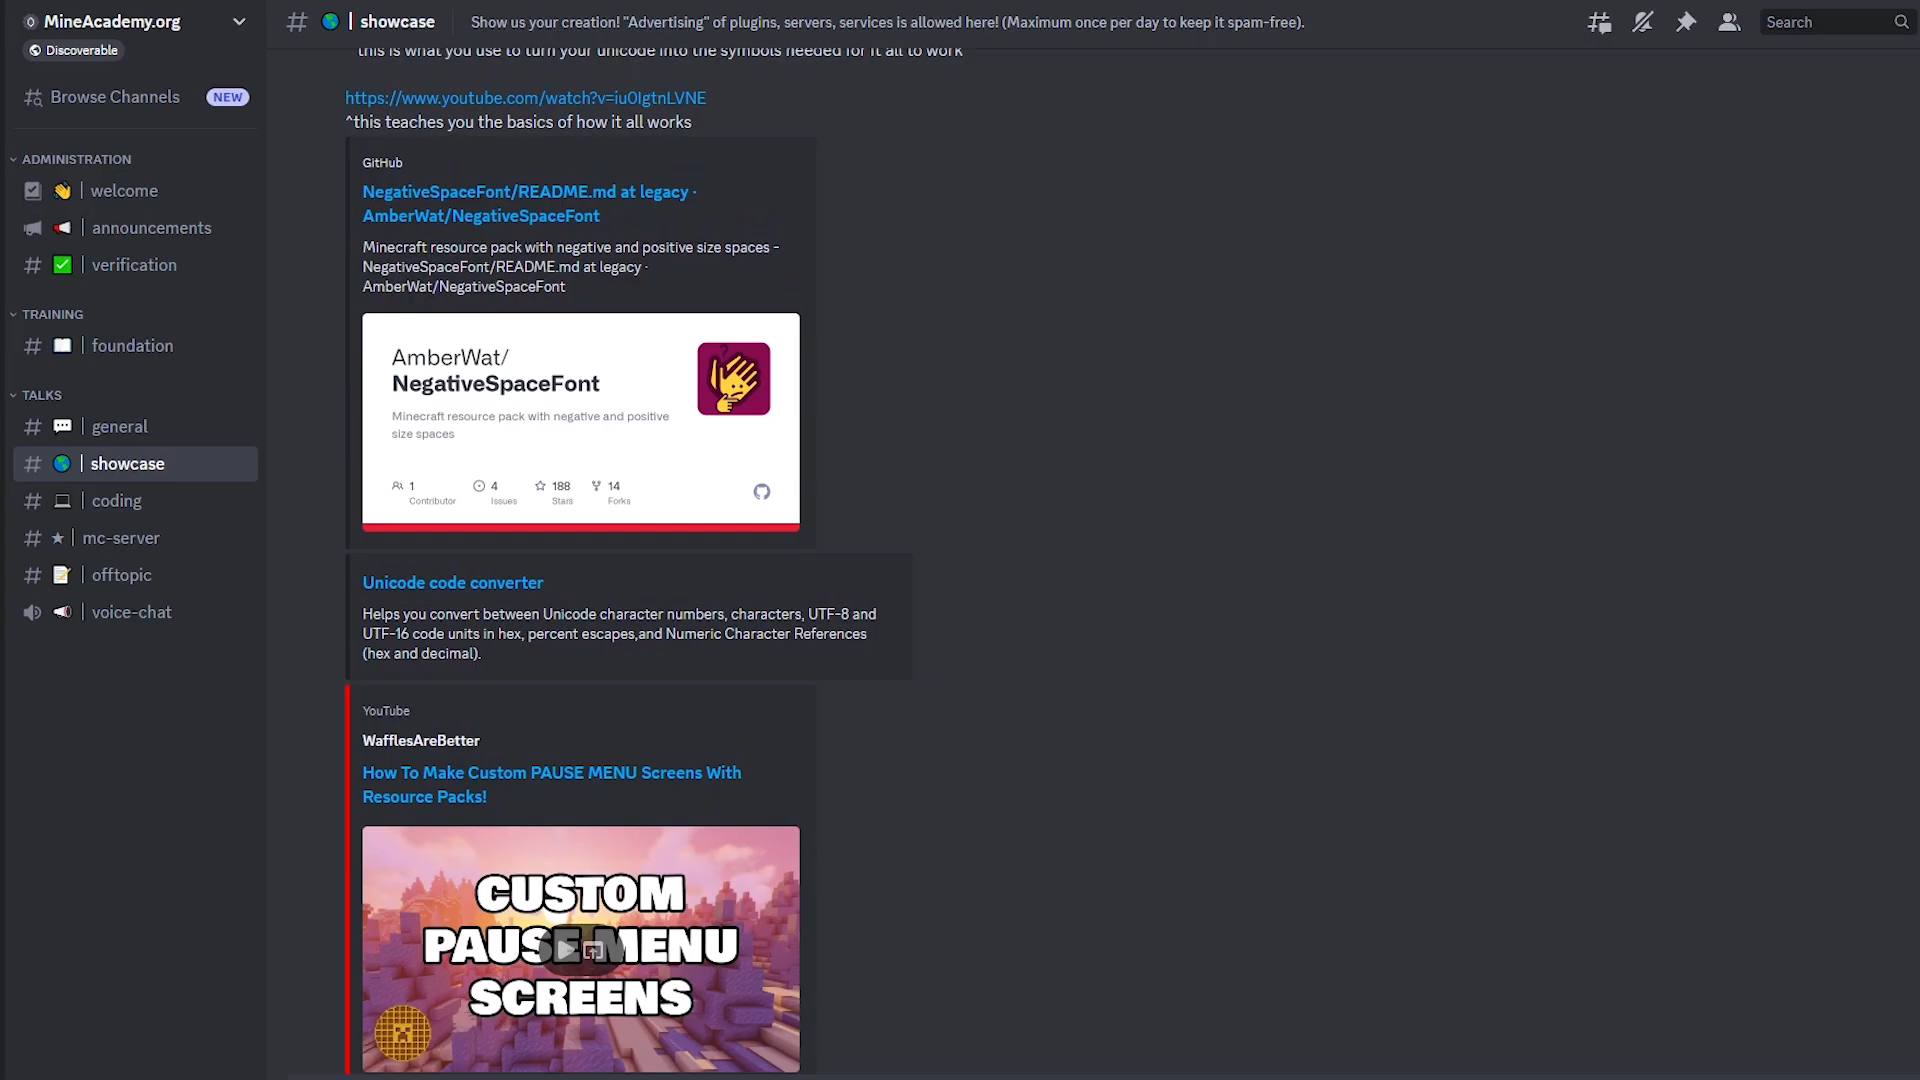 MineAcademy.org
Discoverable
Browse Channels
NEW
ADMINISTRATION
welcome
announcements
verification
TRAINING
foundation
TALKS
general
showcase
coding
mc-server
offtopic
voice-chat
showcase
Show us your creation! "Advertising" of plugins, servers, services is allowed here! (Maximum once per day to keep it spam-free).
Search
this is what you use to turn your unicode into the symbols needed for it all to work
https://www.youtube.com/watch?v=iu0IgtnLVNE
^this teaches you the basics of how it all works
GitHub
NegativeSpaceFont/README.md at legacy ·
AmberWat/NegativeSpaceFont
Minecraft resource pack with negative and positive size spaces -
NegativeSpaceFont/README.md at legacy ·
AmberWat/NegativeSpaceFont
AmberWat/
NegativeSpaceFont
Minecraft resource pack with negative and positive
size spaces
1
Contributor
4
Issues
188
Stars
14
Forks
Unicode code converter
Helps you convert between Unicode character numbers, characters, UTF-8 and
UTF-16 code units in hex, percent escapes,and Numeric Character References
(hex and decimal).
YouTube
WafflesAreBetter
How To Make Custom PAUSE MENU Screens With
Resource Packs!
CUSTOM
PAUSE MENU
SCREENS